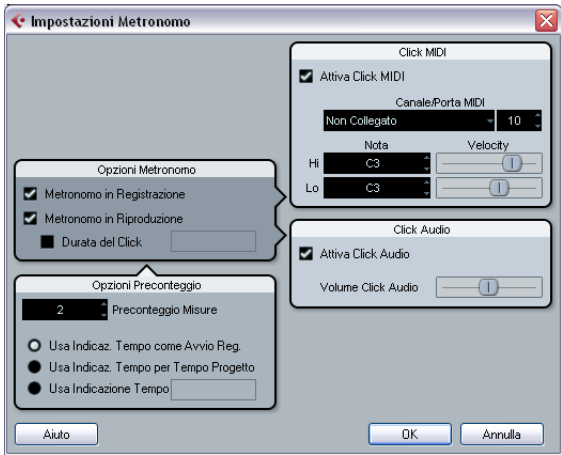 Impostazioni Metronomo
Click MIDI
Attiva Click MIDI
Canale/Porta MIDI
Non Collegato 10
Nota Velocity
Hi C3
Lo C3
Opzioni Metronomo
Metronomo in Registrazione
Metronomo in Riproduzione
Durata del Click
Click Audio
Attiva Click Audio
Volume Click Audio
Opzioni Preconteggio
2 Preconteggio Misure
Usa Indicaz. Tempo come Avvio Reg.
Usa Indicaz. Tempo per Tempo Progetto
Usa Indicazione Tempo
Aiuto OK Annulla